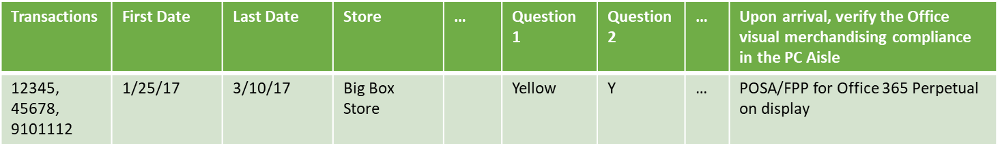 Transactions
First Date
Last Date
Store
...
Question
1
Question
2
...
Upon arrival, verify the Office
visual merchandising compliance
in the PC Aisle
12345,
45678,
9101112
1/25/17
3/10/17
Big Box
Store
Yellow
Y
...
POSA/FPP for Office 365 Perpetual
on display